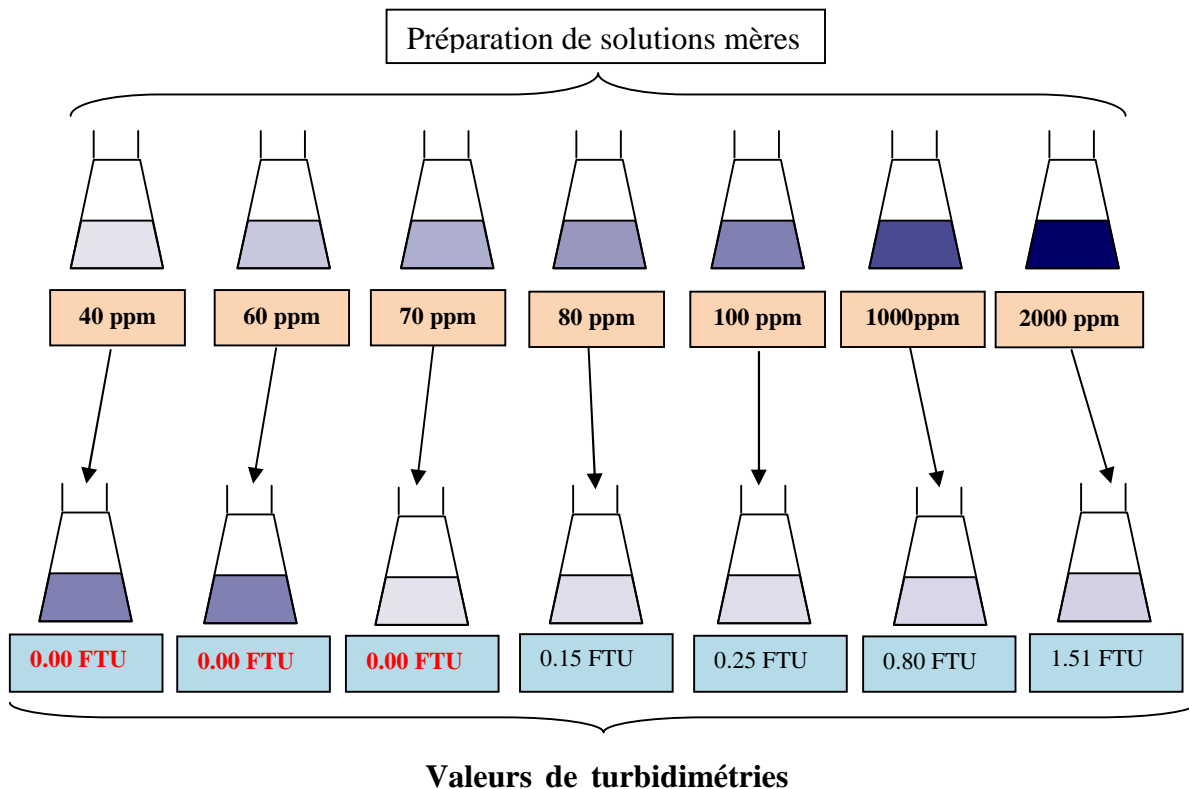 Préparation de solutions mères
40 ppm
60 ppm
70 ppm
80 ppm
100 ppm
1000ppm
2000 ppm
0.00 FTU
0.00 FTU
0.00 FTU
0.15 FTU
0.25 FTU
0.80 FTU
1.51 FTU
Valeurs de turbidimétries